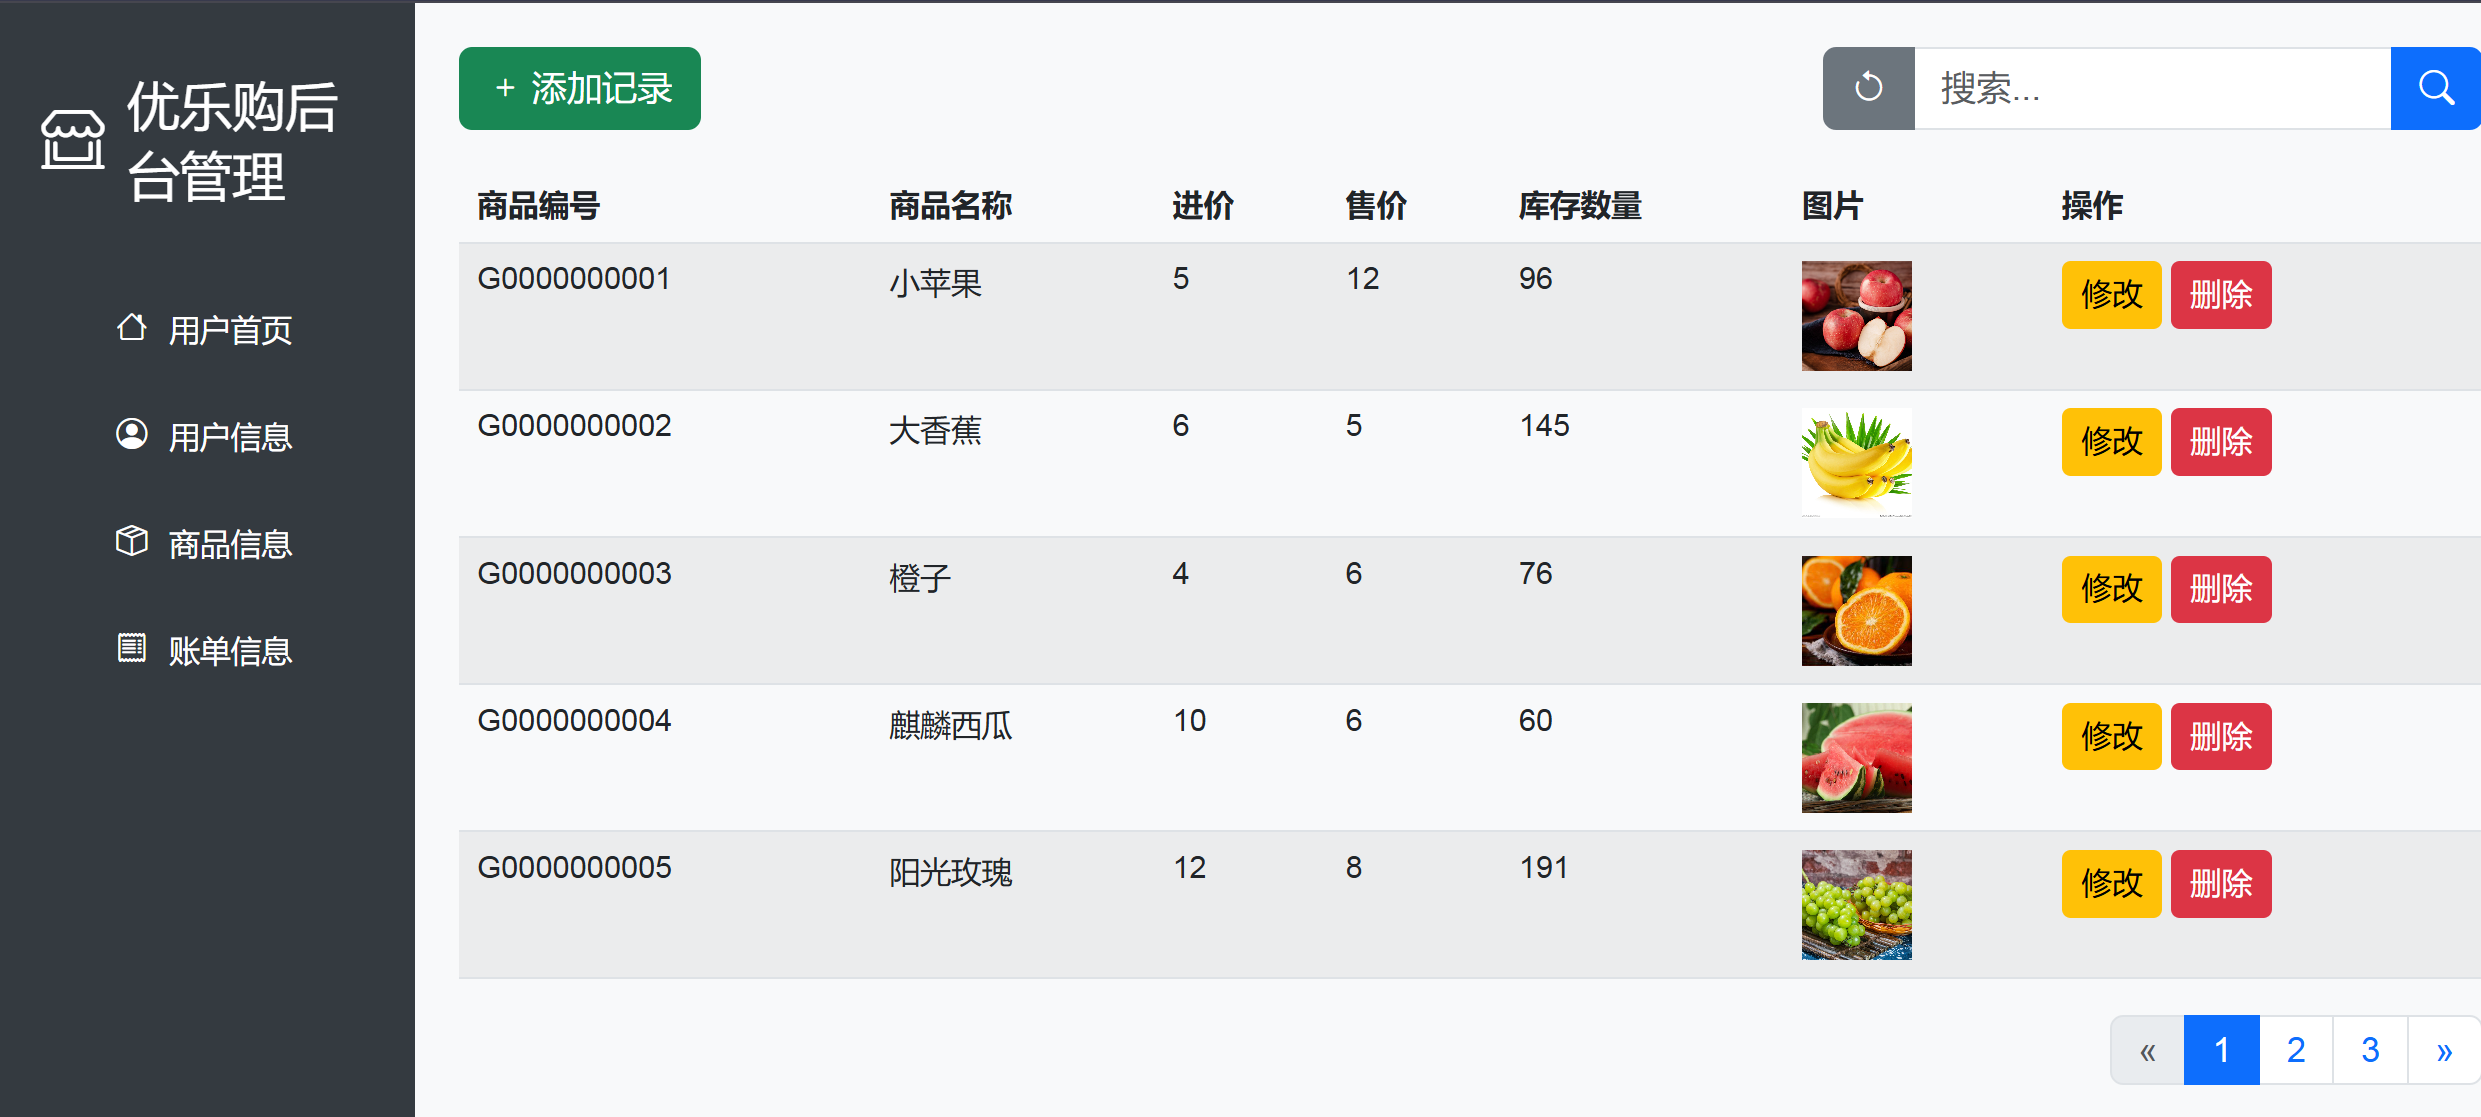 优乐购后
台管理
用户首页
用户信息
商品信息
账单信息
+ 添加记录
搜索...
商品编号 商品名称 进价 售价 库存数量 图片 操作
G0000000001 小苹果 5 12 96 修改 删除
G0000000002 大香蕉 6 5 145 修改 删除
G0000000003 橙子 4 6 76 修改 删除
G0000000004 麒麟西瓜 10 6 60 修改 删除
G0000000005 阳光玫瑰 12 8 191 修改 删除
« 1 2 3 »